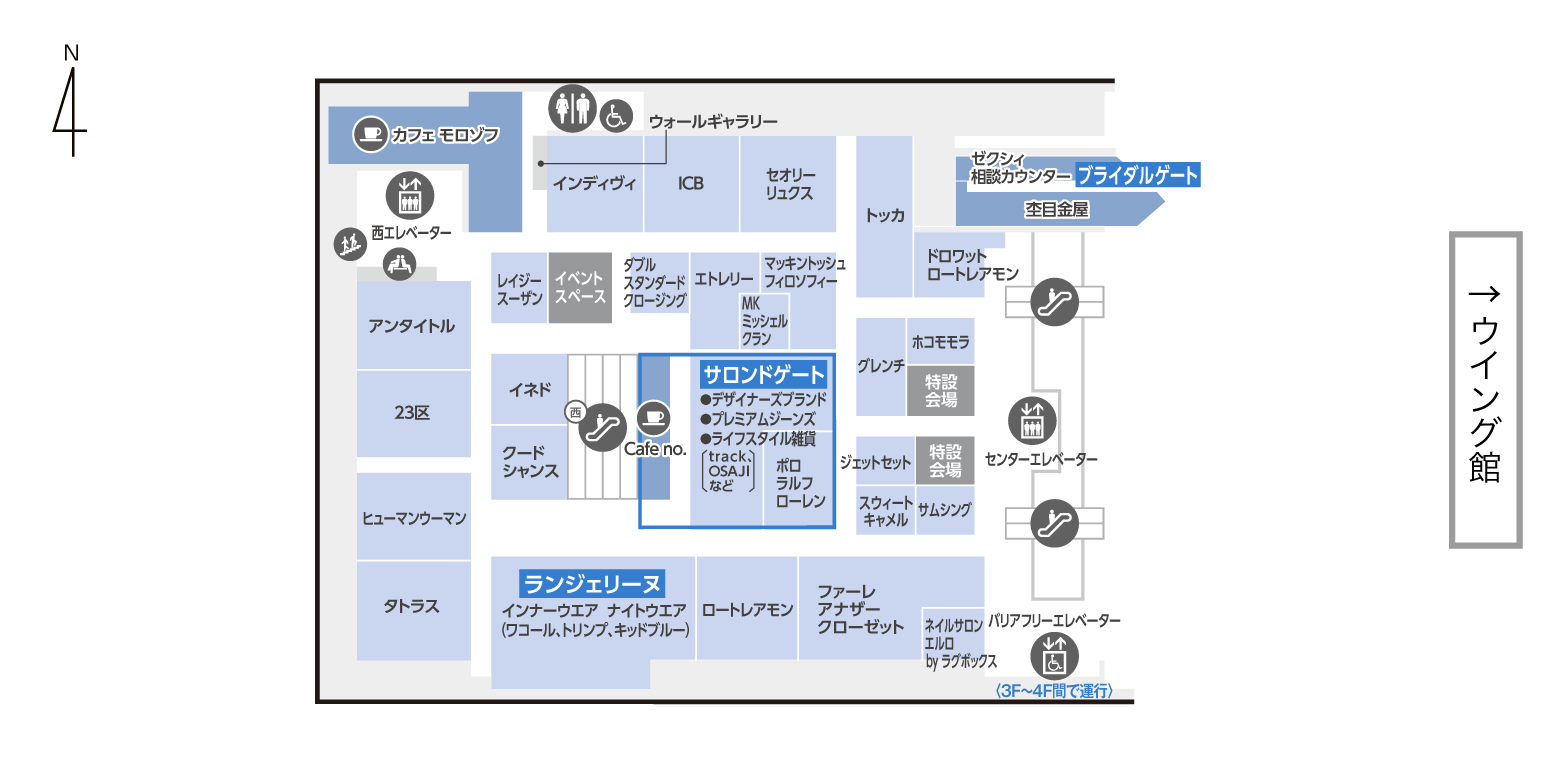 N
カフェ モロゾフ
ウォールギャラリー
インディヴィ
ICB
セオリー
リュクス
トッカ
ゼクシィ
相談カウンター
ブライダルゲート
杢目金屋
西エレベーター
レイジー
スーザン
イベント
スペース
ダブル
スタンダード
クロージング
エトレリー
マッキントッシュ
フィロソフィー
MK
ミッシェル
クラン
ドロワット
ロートレアモン
アンタイトル
23区
イネド
西
クード
シャンス
Cafe no.
サロンドゲート
●デザイナーズブランド
●プレミアムジーンズ
●ライフスタイル雑貨
track、
OSAJI
など
ポロ
ラルフ
ローレン
グレンチ
ホコモモラ
特設
会場
ジェットセット
特設
会場
スウィート
キャメル
サムシング
センターエレベーター
→ウイング館
ヒューマンウーマン
タトラス
ランジェリーヌ
インナーウエア ナイトウエア
(ワコール、トリンプ、キッドブルー)
ロートレアモン
ファーレ
アナザー
クローゼット
ネイルサロン
エルロ
by ラグボックス
バリアフリーエレベーター
〈3F～4F間で運行〉